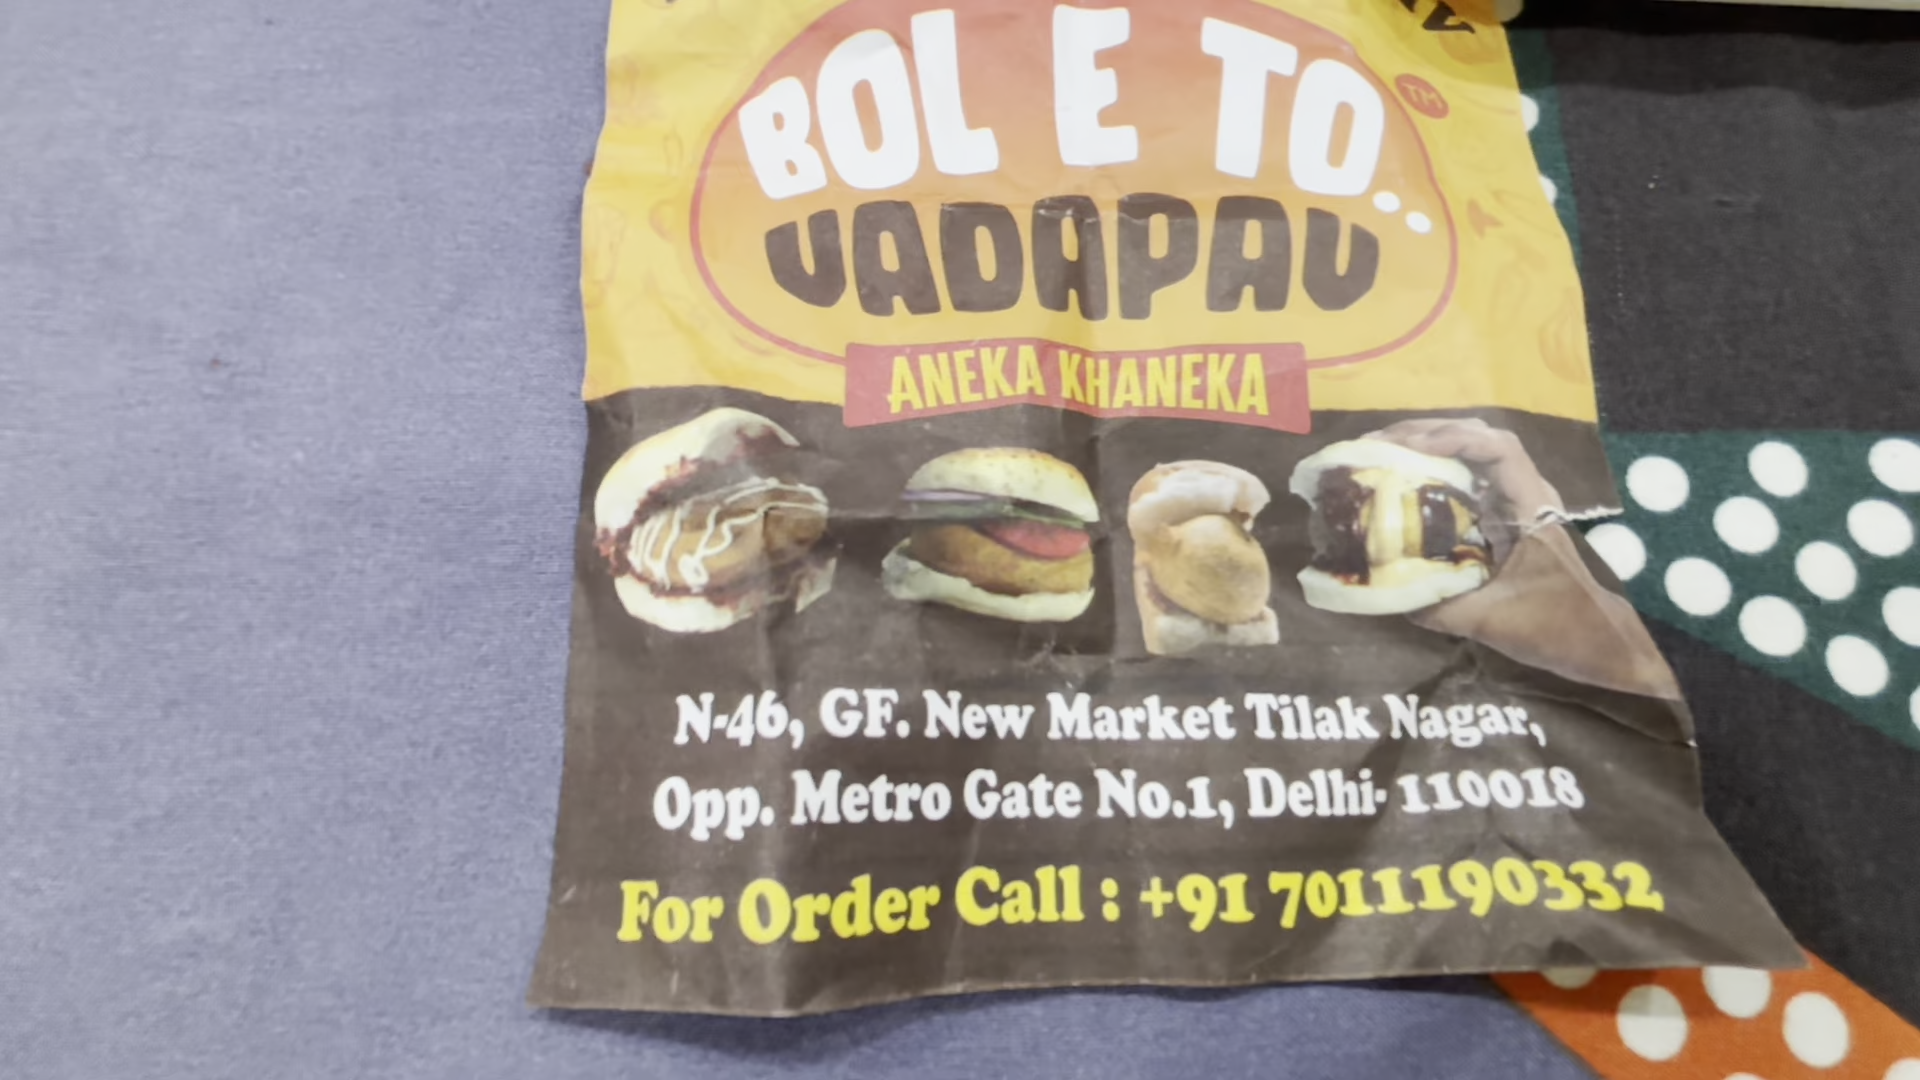 BOL E TO..
TM
VADAPAV
ANEKA KHANEKA
N-46, GF. New Market Tilak Nagar,
Opp. Metro Gate No.1, Delhi- 110018
For Order Call : +91 7011190332